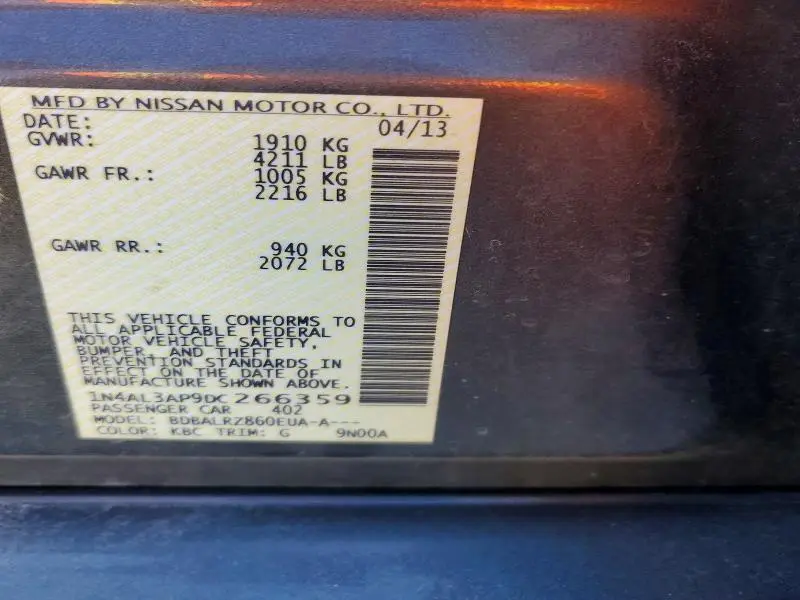 MFD BY NISSAN MOTOR CO., LTD.
DATE: 04/13
GVWR: 1910 KG
4211 LB
GAWR FR.: 1005 KG
2216 LB
GAWR RR.: 940 KG
2072 LB
THIS VEHICLE CONFORMS TO
ALL APPLICABLE FEDERAL
MOTOR VEHICLE SAFETY,
BUMPER, AND THEFT
PREVENTION STANDARDS IN
EFFECT ON THE DATE OF
MANUFACTURE SHOWN ABOVE.
1N4AL3AP9DC266359
PASSENGER CAR 402
MODEL: BDBALRZ860EUA-A---
COLOR: KBC TRIM: G 9N00A